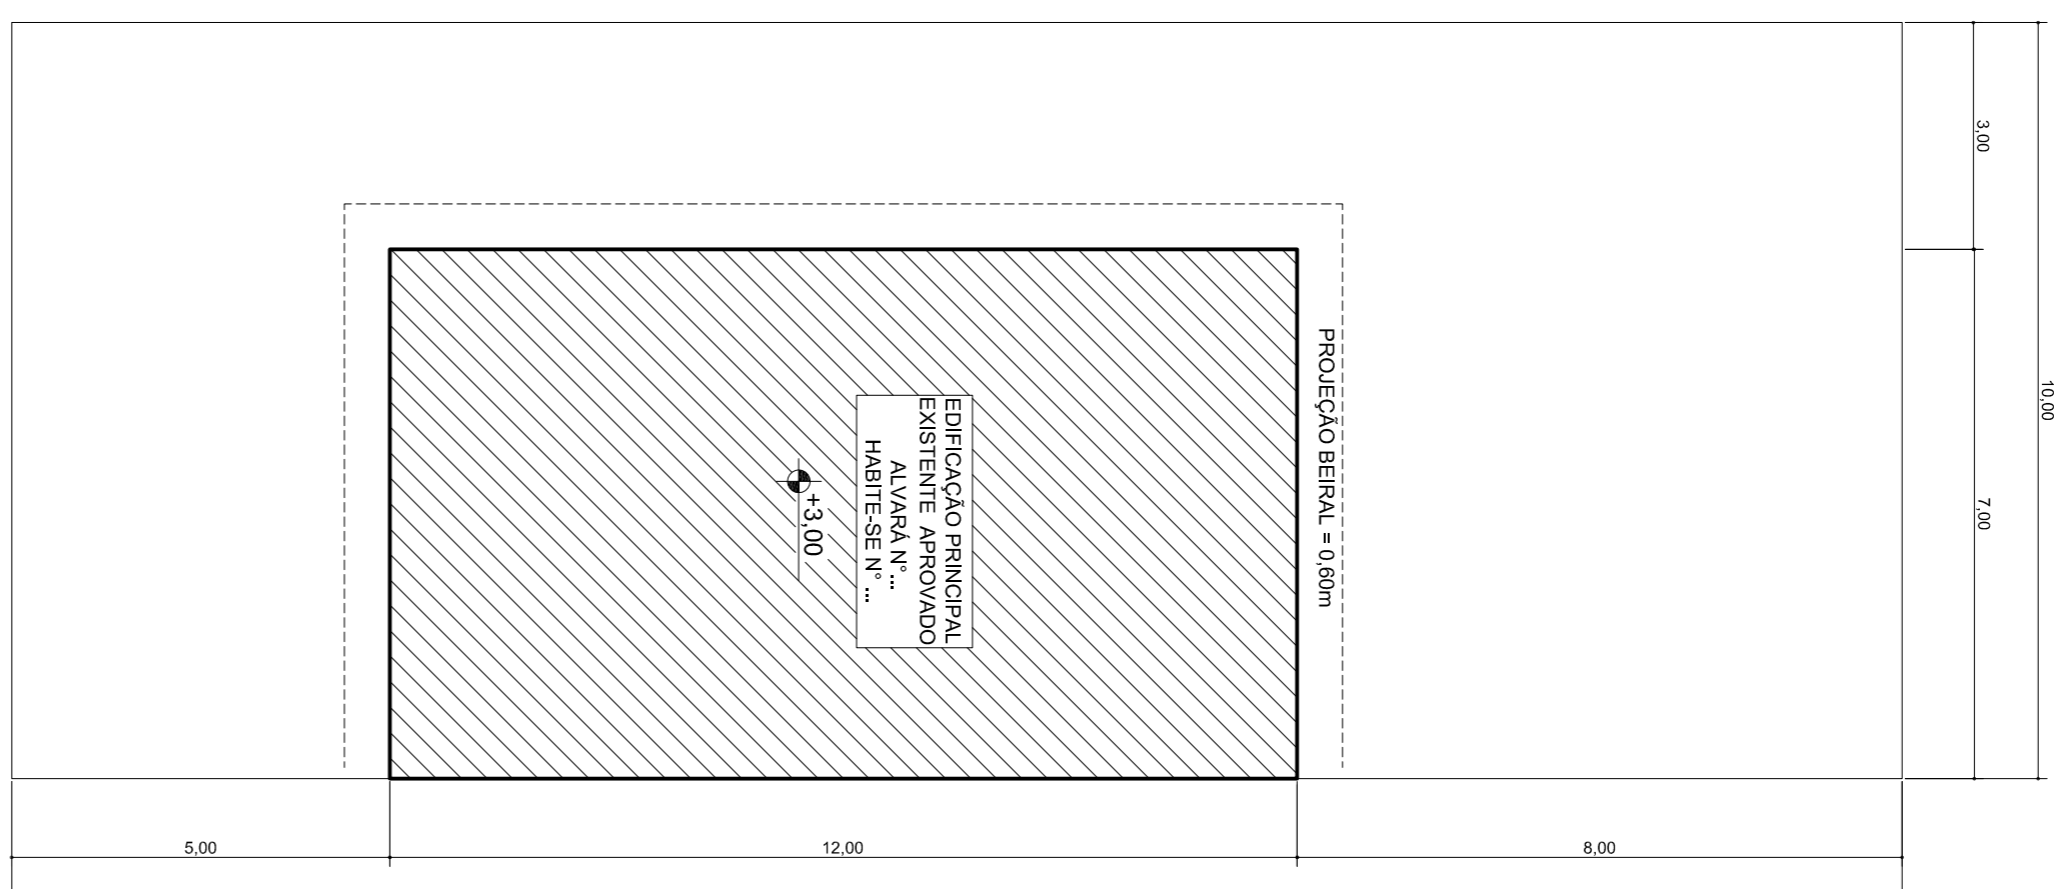 3,00
10,00
7,00
PROJEÇÃO BEIRAL = 0,60m
EDIFICAÇÃO PRINCIPAL
EXISTENTE APROVADO
ALVARÁ N° ...
HABITE-SE N° ...
+3,00
5,00
12,00
8,00